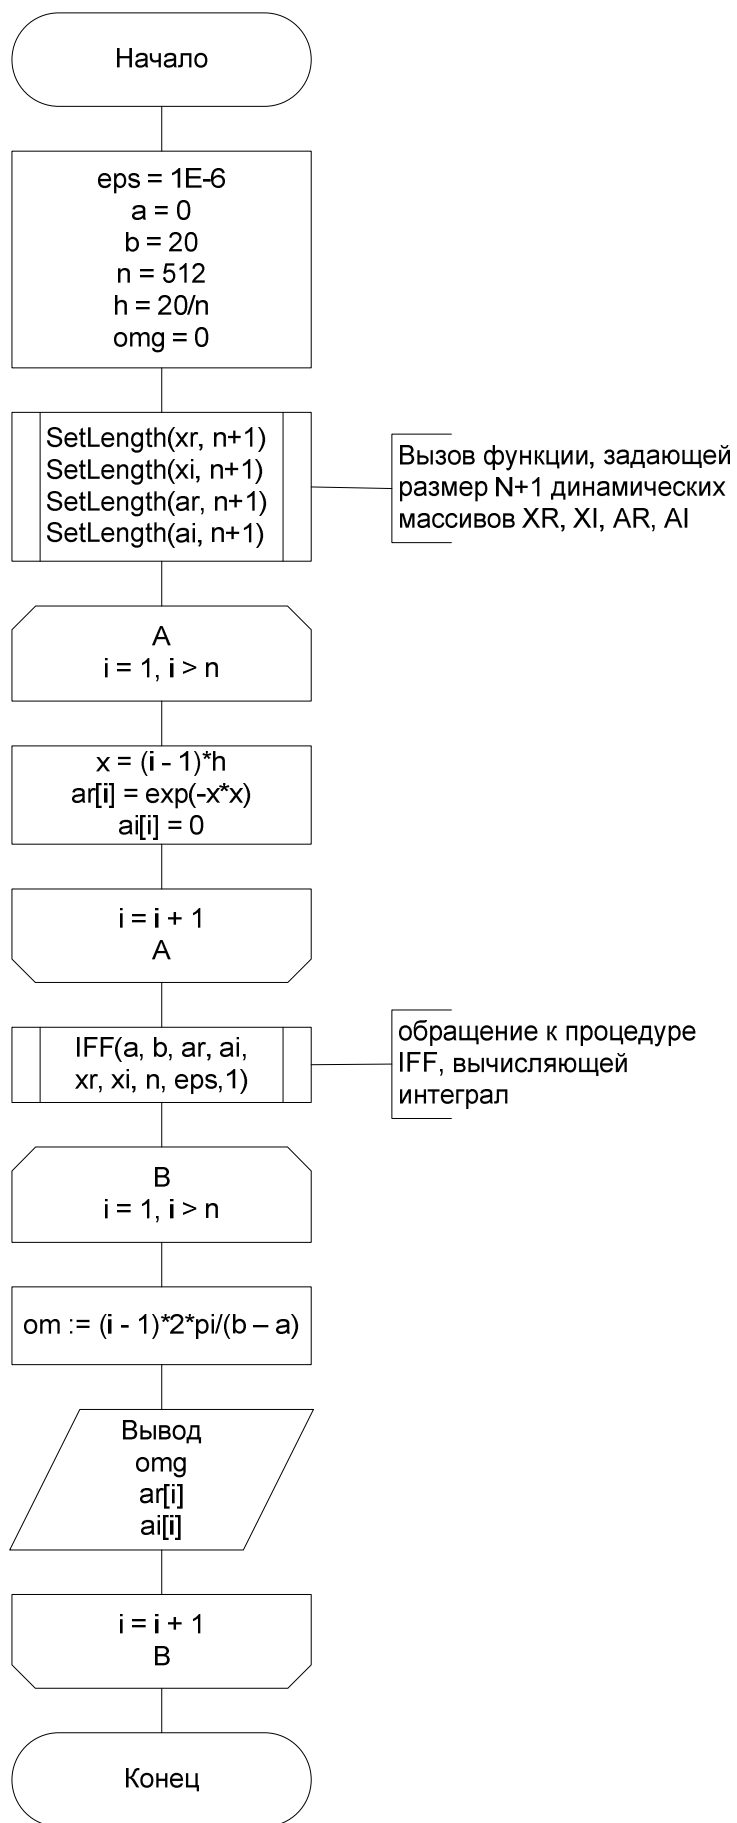 Начало
eps = 1E-6
a = 0
b = 20
n = 512
h = 20/n
omg = 0
SetLength(xr, n+1)
SetLength(xi, n+1)
SetLength(ar, n+1)
SetLength(ai, n+1)
Вызов функции, задающей
размер N+1 динамических
массивов XR, XI, AR, AI
A
i = 1, i > n
x = (i - 1)*h
ar[i] = exp(-x*x)
ai[i] = 0
i = i + 1
A
IFF(a, b, ar, ai,
xr, xi, n, eps,1)
обращение к процедуре
IFF, вычисляющей
интеграл
B
i = 1, i > n
om := (i - 1)*2*pi/(b – a)
Вывод
omg
ar[i]
ai[i]
i = i + 1
B
Конец